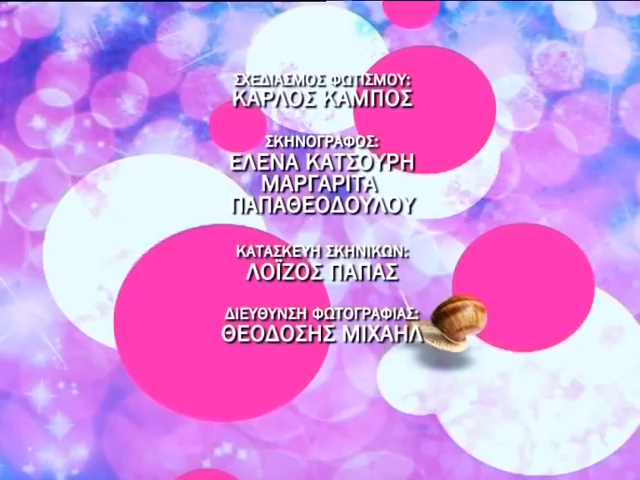 ΣΧΕΔΙΑΣΜΟΣ ΦΩΤΙΣΜΟΥ:
ΚΑΡΛΟΣ ΚΑΜΠΟΣ
ΣΚΗΝΟΓΡΑΦΟΣ:
ΕΛΕΝΑ ΚΑΤΣΟΥΡΗ
ΜΑΡΓΑΡΙΤΑ
ΠΑΠΑΘΕΟΔΟΥΛΟΥ
ΚΑΤΑΣΚΕΥΗ ΣΚΗΝΙΚΩΝ:
ΛΟΪΖΟΣ ΠΑΠΑΣ
ΔΙΕΥΘΥΝΣΗ ΦΩΤΟΓΡΑΦΙΑΣ:
ΘΕΟΔΟΣΗΣ ΜΙΧΑΗΛ